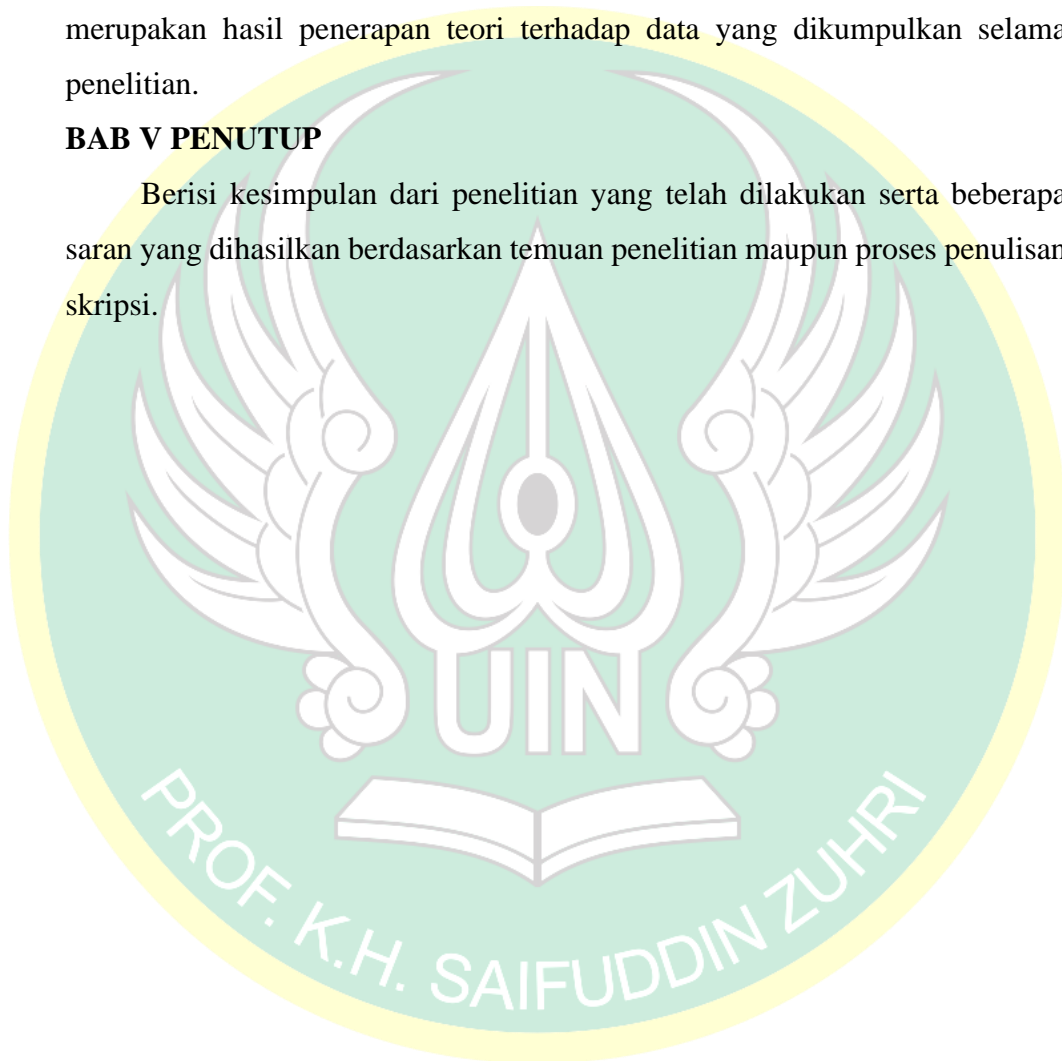 merupakan hasil penerapan teori terhadap data yang dikumpulkan selama
penelitian.
BAB V PENUTUP
Berisi kesimpulan dari penelitian yang telah dilakukan serta beberapa
saran yang dihasilkan berdasarkan temuan penelitian maupun proses penulisan
skripsi.
UIN
PROF. K.H. SAIFUDDIN ZUHRI